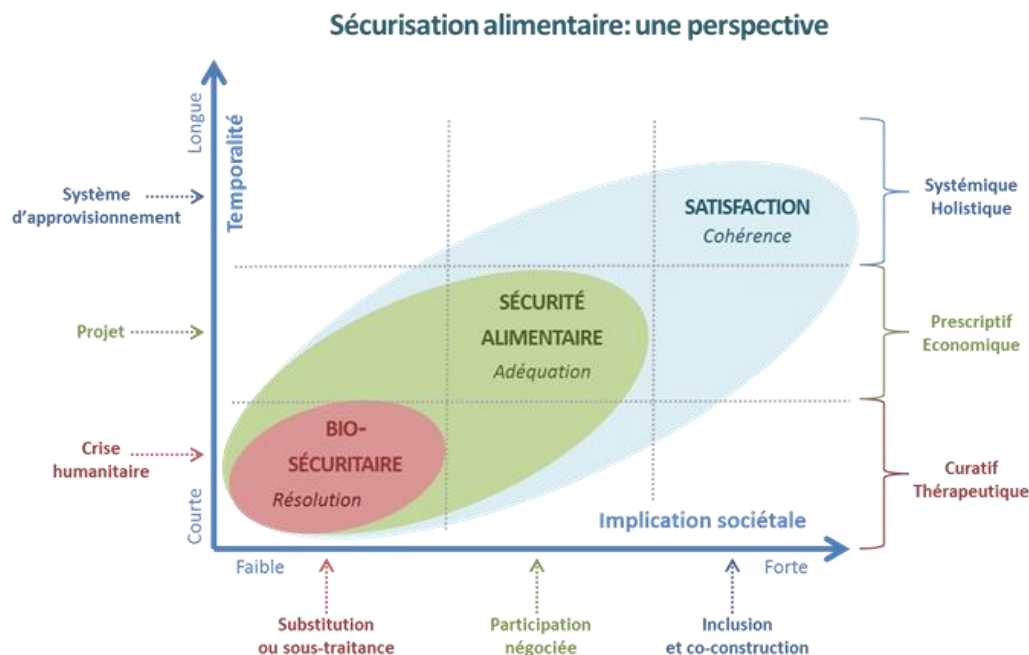 Sécurisation alimentaire: une perspective
Longue
Temporalité
Courte
Système
d'approvisionnement
Projet
Crise
humanitaire
SATISFACTION
Cohérence
SÉCURITÉ
ALIMENTAIRE
Adéquation
BIO-
SÉCURITAIRE
Résolution
Systémique
Holistique
Prescriptif
Economique
Curatif
Thérapeutique
Implication sociétale
Faible
Forte
Substitution
ou sous-traitance
Participation
négociée
Inclusion
et co-construction